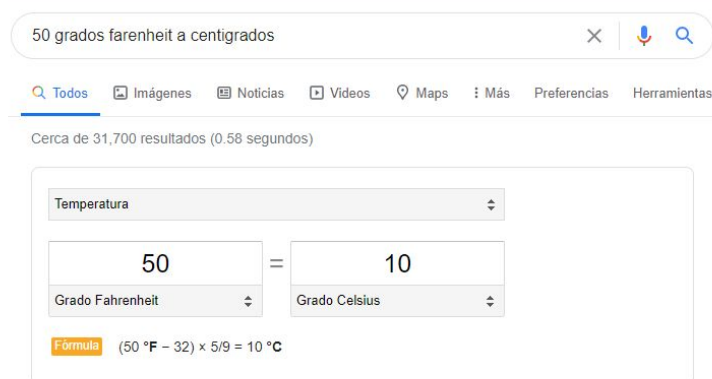 50 grados farenheit a centigrados
Todos Imágenes Noticias Videos Maps Más Preferencias Herramientas
Cerca de 31,700 resultados (0.58 segundos)
Temperatura
50 = 10
Grado Fahrenheit Grado Celsius
Fórmula (50 °F − 32) × 5/9 = 10 °C